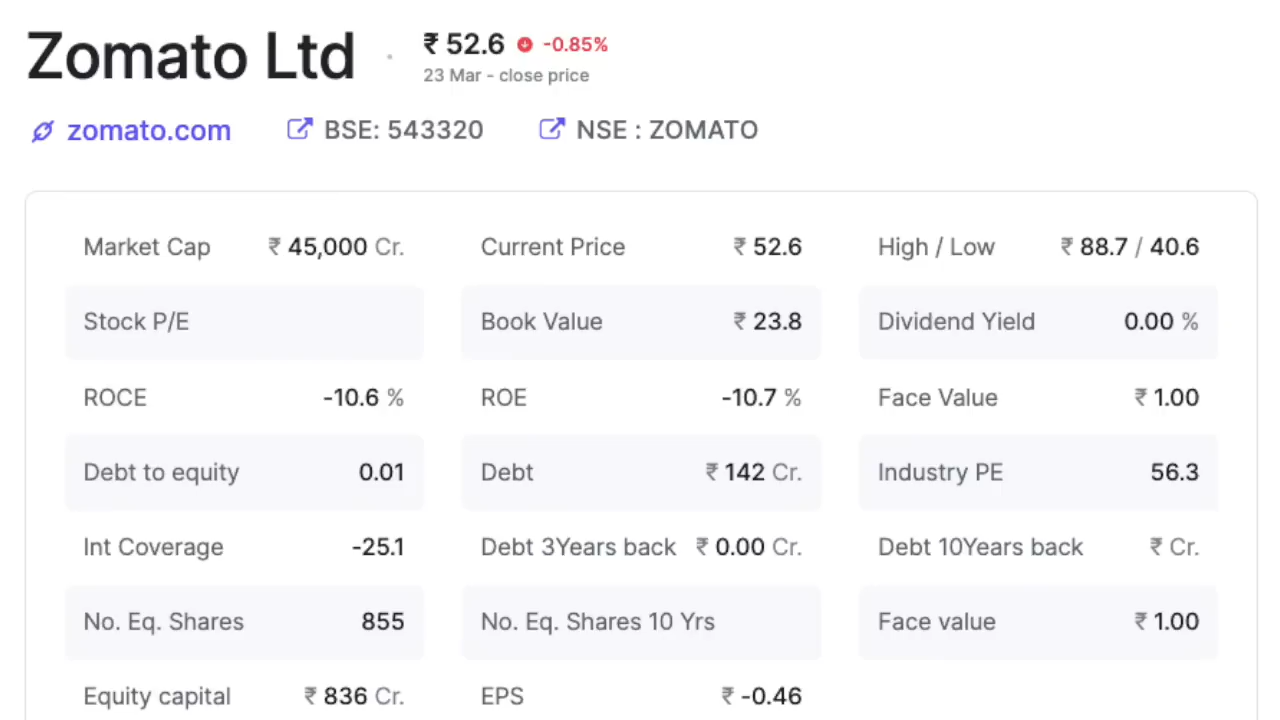 Zomato Ltd · ₹ 52.6 -0.85%
23 Mar - close price
zomato.com BSE: 543320 NSE : ZOMATO
Market Cap ₹ 45,000 Cr. Current Price ₹ 52.6 High / Low ₹ 88.7 / 40.6
Stock P/E Book Value ₹ 23.8 Dividend Yield 0.00 %
ROCE -10.6 % ROE -10.7 % Face Value ₹ 1.00
Debt to equity 0.01 Debt ₹ 142 Cr. Industry PE 56.3
Int Coverage -25.1 Debt 3Years back ₹ 0.00 Cr. Debt 10Years back ₹ Cr.
No. Eq. Shares 855 No. Eq. Shares 10 Yrs Face value ₹ 1.00
Equity capital ₹ 836 Cr. EPS ₹ -0.46